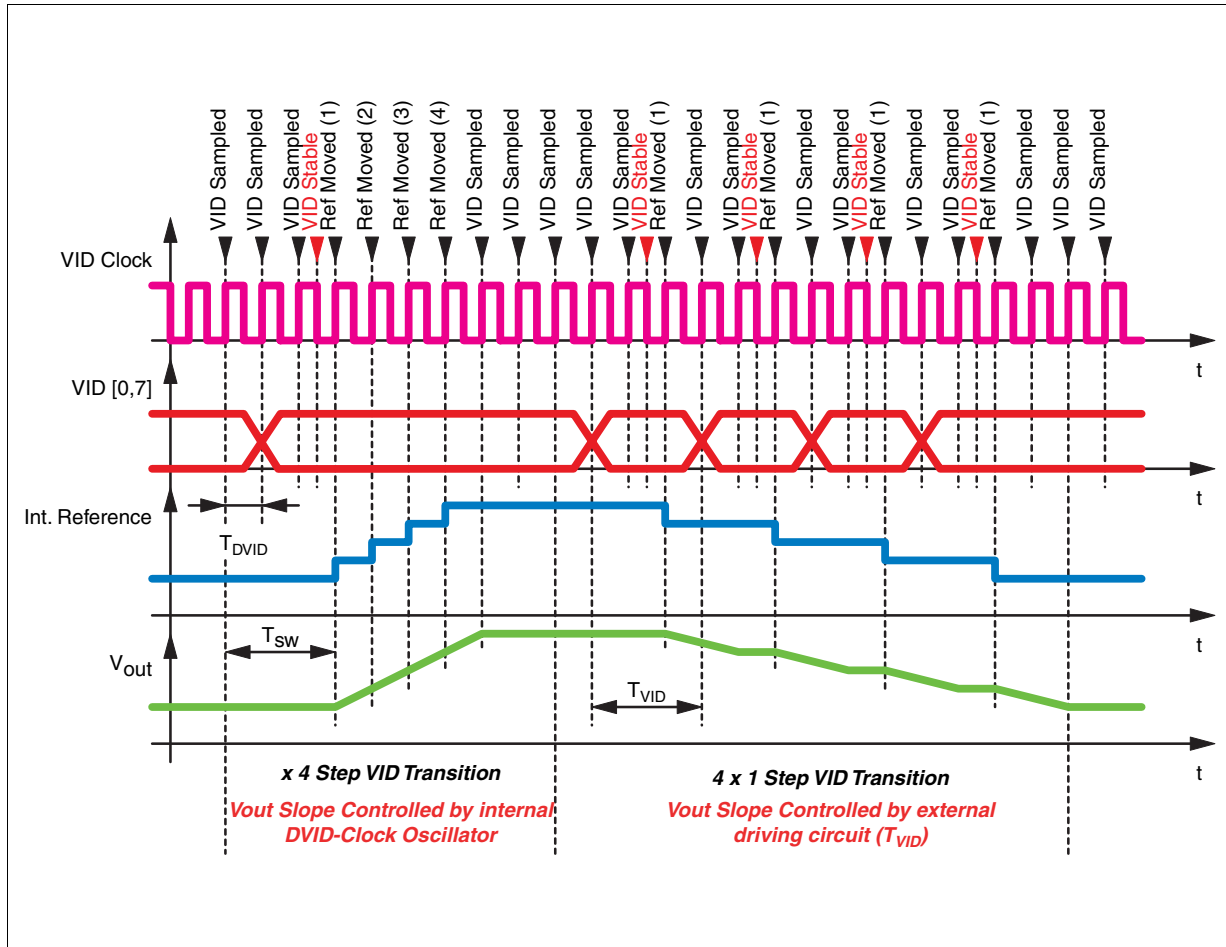 VID Sampled
VID Sampled
VID Sampled
VID Stable
Ref Moved (1)
Ref Moved (2)
Ref Moved (3)
Ref Moved (4)
VID Sampled
VID Sampled
VID Sampled
VID Sampled
VID Sampled
VID Stable
Ref Moved (1)
VID Sampled
VID Sampled
VID Stable
Ref Moved (1)
VID Sampled
VID Sampled
VID Stable
Ref Moved (1)
VID Sampled
VID Sampled
VID Stable
Ref Moved (1)
VID Sampled
VID Sampled
VID Sampled
VID Clock
t
VID [0,7]
t
Int. Reference
TDVID
t
Vout
TSW
TVID
t
x 4 Step VID Transition
Vout Slope Controlled by internal
DVID-Clock Oscillator
4 x 1 Step VID Transition
Vout Slope Controlled by external
driving circuit (TVID)